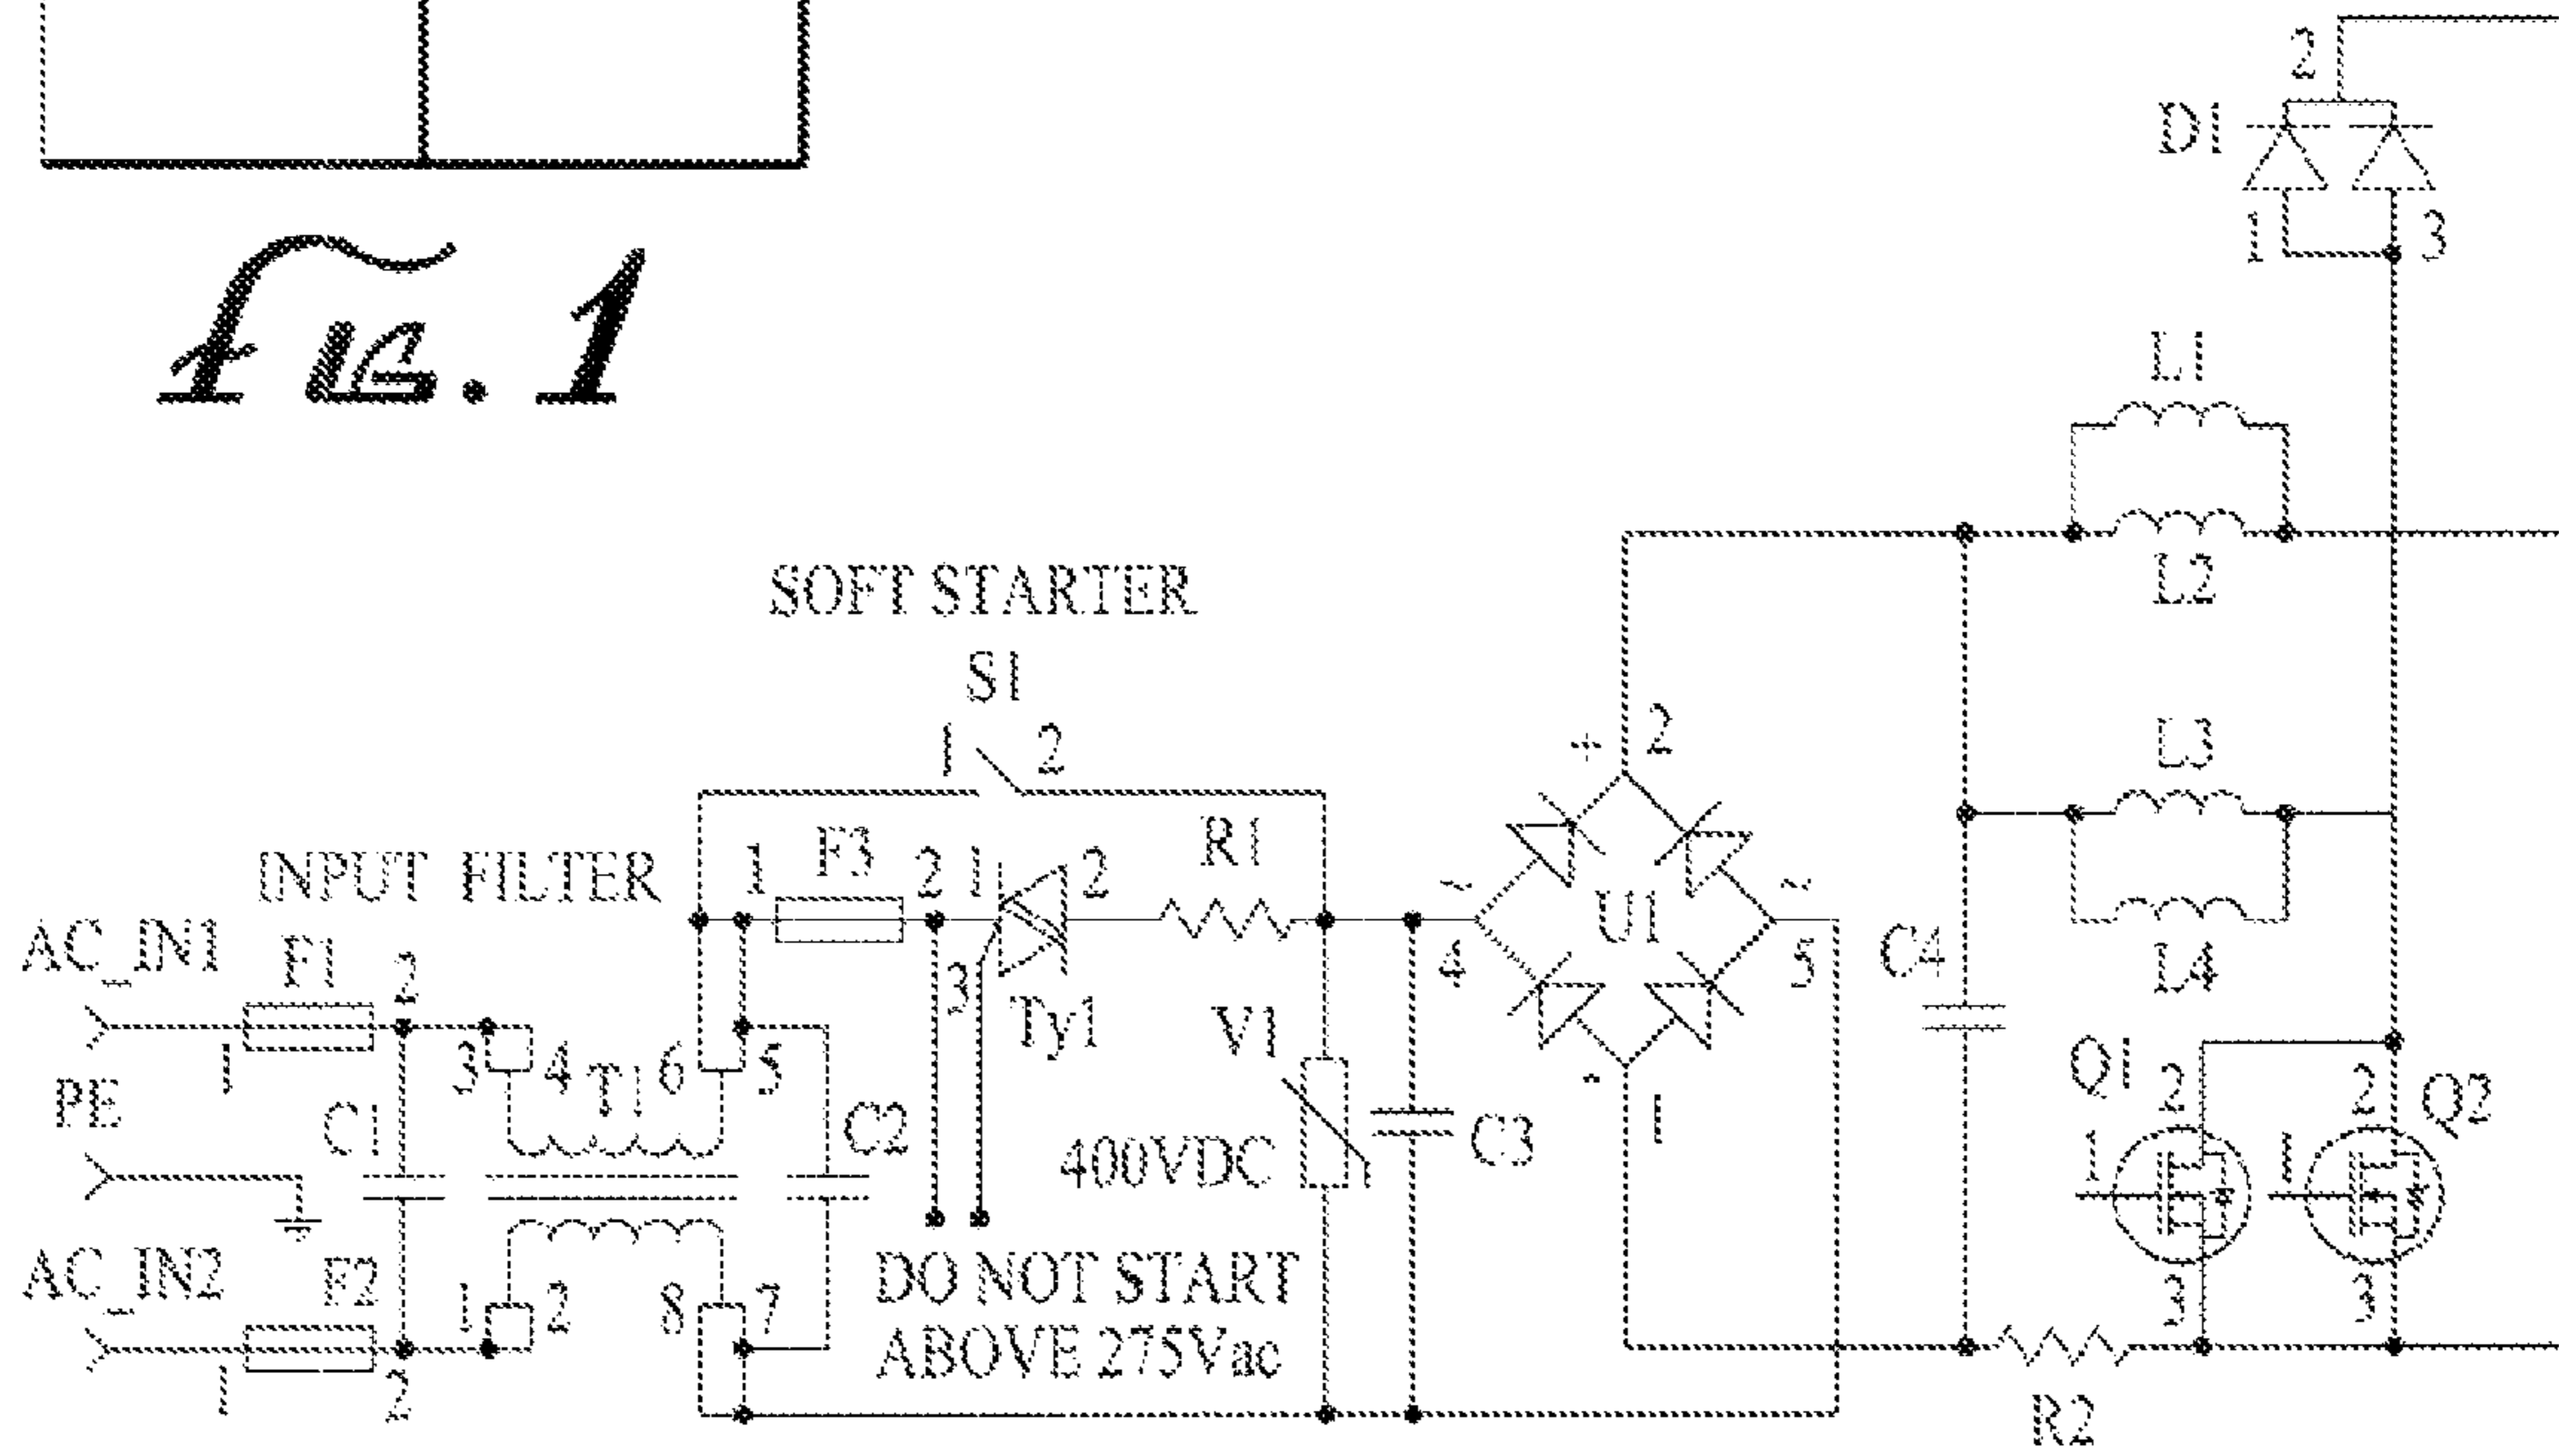 2
D1
1 3
FIG. 1
L1
L2
SOFT STARTER
S1
1 2
+ 2
L3
INPUT FILTER
1 F3 2 1 2 R1
~ U1 ~
4 5
C4
L4
AC_IN1
F1 2
1
3 4 T1 6 5
3
Ty1
V1
PE
C1
C2
400VDC
C3
- 1
Q1 2
1
2 Q2
1
3 3
AC_IN2
F2
1 2 8 7
1 2
DO NOT START
ABOVE 275Vac
R2